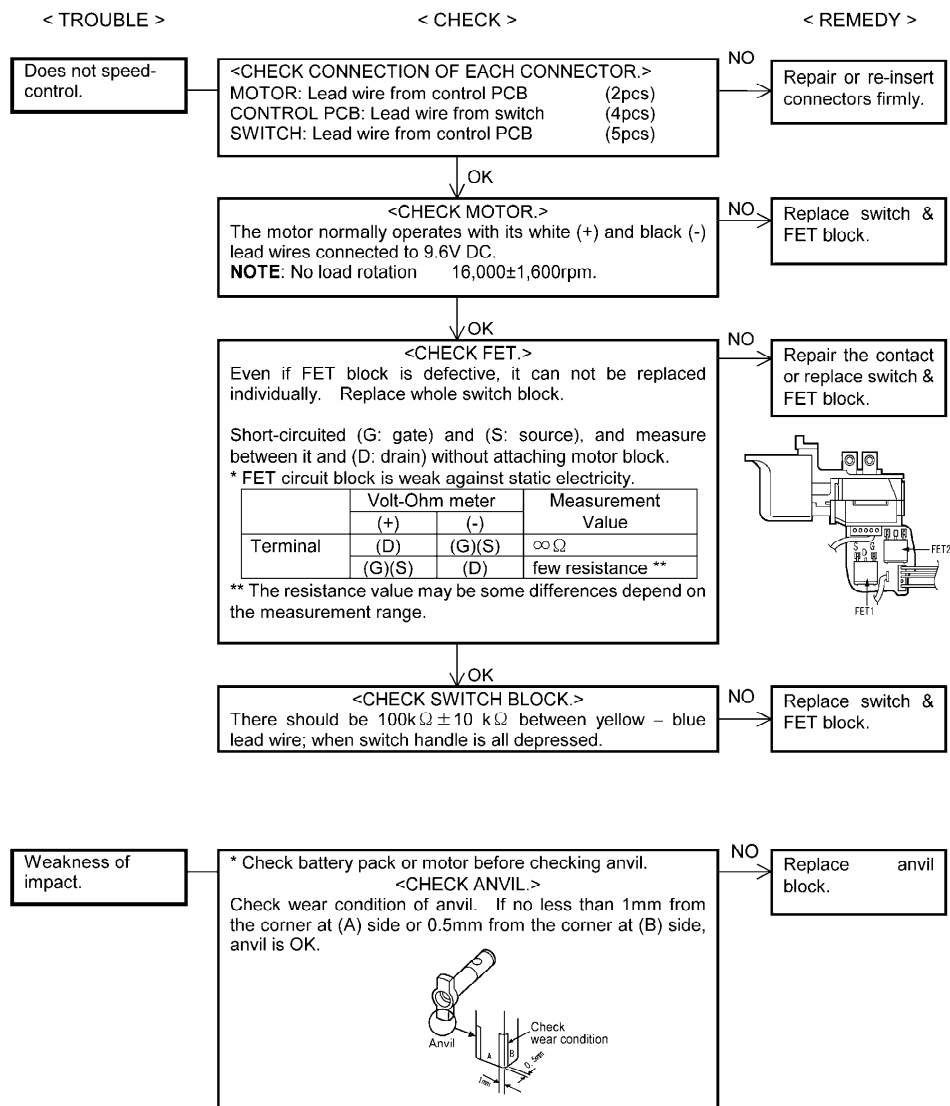 < TROUBLE > < CHECK > < REMEDY >
Does not speed-
control.
<CHECK CONNECTION OF EACH CONNECTOR.>
MOTOR: Lead wire from control PCB (2pcs)
CONTROL PCB: Lead wire from switch (4pcs)
SWITCH: Lead wire from control PCB (5pcs)
NO
Repair or re-insert
connectors firmly.
OK
<CHECK MOTOR.>
The motor normally operates with its white (+) and black (-)
lead wires connected to 9.6V DC.
NOTE: No load rotation 16,000±1,600rpm.
NO
Replace switch &
FET block.
OK
<CHECK FET.>
Even if FET block is defective, it can not be replaced
individually. Replace whole switch block.
Short-circuited (G: gate) and (S: source), and measure
between it and (D: drain) without attaching motor block.
* FET circuit block is weak against static electricity.
Volt-Ohm meter Measurement
(+) (-) Value
Terminal (D) (G)(S) ∞Ω
(G)(S) (D) few resistance **
** The resistance value may be some differences depend on
the measurement range.
NO
Repair the contact
or replace switch &
FET block.
G D S
S G
D
FET2
FET1
OK
<CHECK SWITCH BLOCK.>
There should be 100kΩ±10 kΩ between yellow – blue
lead wire; when switch handle is all depressed.
NO
Replace switch &
FET block.
Weakness of
impact.
* Check battery pack or motor before checking anvil.
<CHECK ANVIL.>
Check wear condition of anvil. If no less than 1mm from
the corner at (A) side or 0.5mm from the corner at (B) side,
anvil is OK.
Anvil
Check
wear condition
A B
1mm
0.5mm
NO
Replace anvil
block.